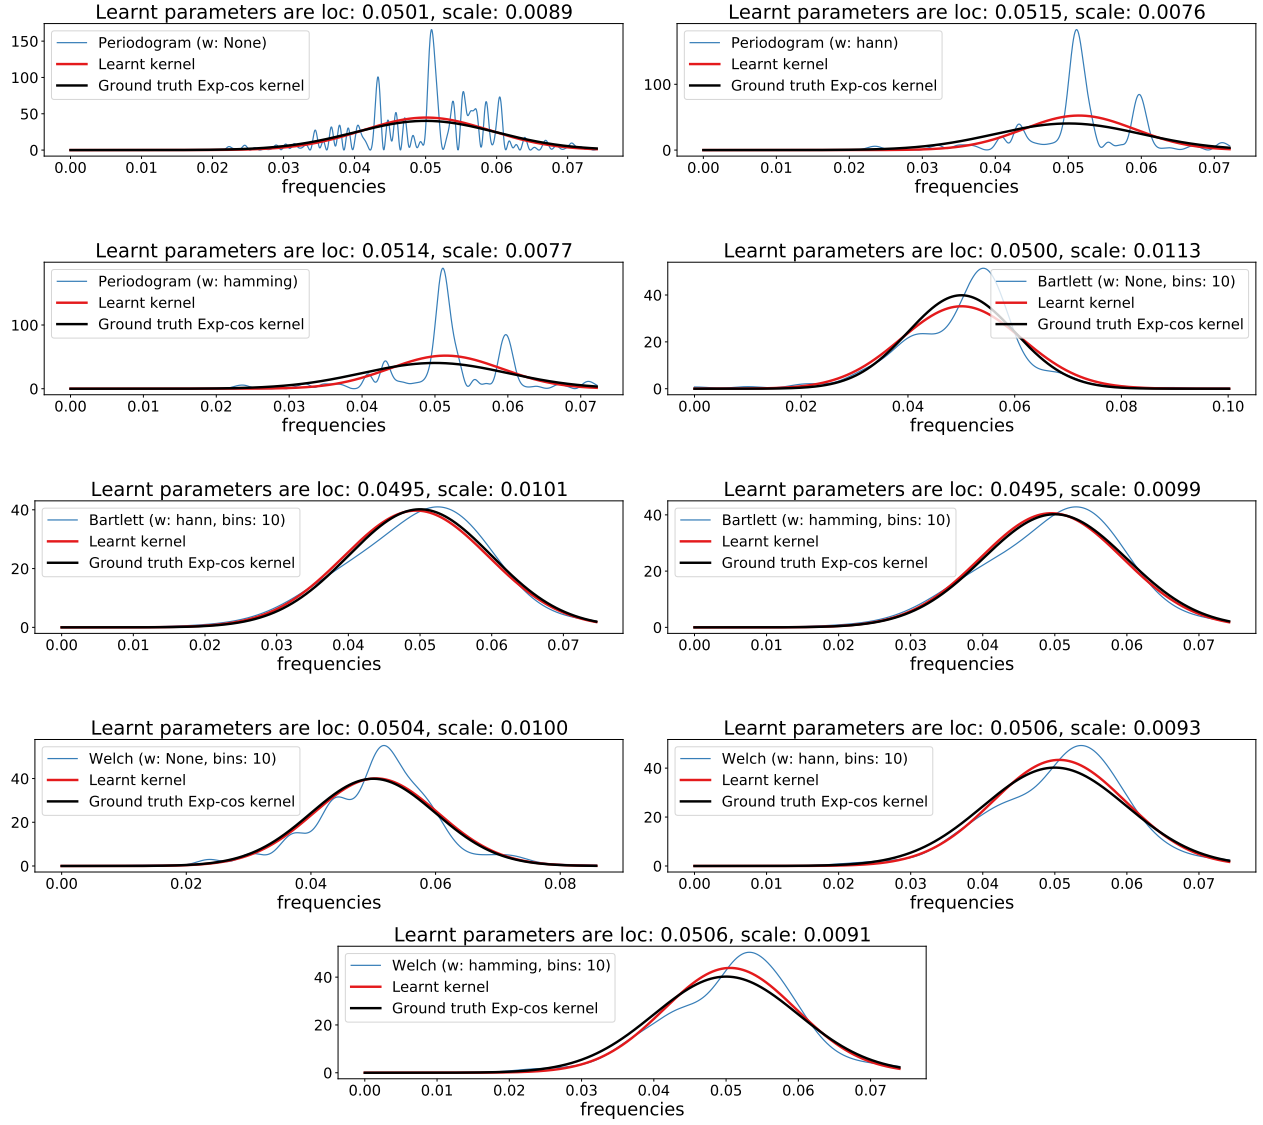 Learnt parameters are loc: 0.0501, scale: 0.0089
150
100
50
0
Periodogram (w: None)
Learnt kernel
Ground truth Exp-cos kernel
0.00 0.01 0.02 0.03 0.04 0.05 0.06 0.07
frequencies
Learnt parameters are loc: 0.0515, scale: 0.0076
100
0
Periodogram (w: hann)
Learnt kernel
Ground truth Exp-cos kernel
0.00 0.01 0.02 0.03 0.04 0.05 0.06 0.07
frequencies
Learnt parameters are loc: 0.0514, scale: 0.0077
100
0
Periodogram (w: hamming)
Learnt kernel
Ground truth Exp-cos kernel
0.00 0.01 0.02 0.03 0.04 0.05 0.06 0.07
frequencies
Learnt parameters are loc: 0.0500, scale: 0.0113
40
20
0
Bartlett (w: None, bins: 10)
Learnt kernel
Ground truth Exp-cos kernel
0.00 0.02 0.04 0.06 0.08 0.10
frequencies
Learnt parameters are loc: 0.0495, scale: 0.0101
40
20
0
Bartlett (w: hann, bins: 10)
Learnt kernel
Ground truth Exp-cos kernel
0.00 0.01 0.02 0.03 0.04 0.05 0.06 0.07
frequencies
Learnt parameters are loc: 0.0495, scale: 0.0099
40
20
0
Bartlett (w: hamming, bins: 10)
Learnt kernel
Ground truth Exp-cos kernel
0.00 0.01 0.02 0.03 0.04 0.05 0.06 0.07
frequencies
Learnt parameters are loc: 0.0504, scale: 0.0100
40
20
0
Welch (w: None, bins: 10)
Learnt kernel
Ground truth Exp-cos kernel
0.00 0.02 0.04 0.06 0.08
frequencies
Learnt parameters are loc: 0.0506, scale: 0.0093
40
20
0
Welch (w: hann, bins: 10)
Learnt kernel
Ground truth Exp-cos kernel
0.00 0.01 0.02 0.03 0.04 0.05 0.06 0.07
frequencies
Learnt parameters are loc: 0.0506, scale: 0.0091
40
20
0
Welch (w: hamming, bins: 10)
Learnt kernel
Ground truth Exp-cos kernel
0.00 0.01 0.02 0.03 0.04 0.05 0.06 0.07
frequencies